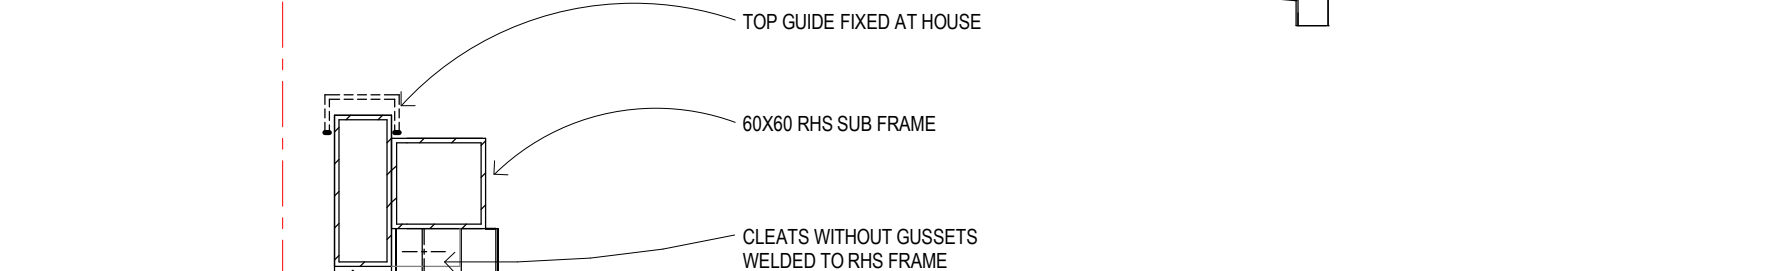 TOP GUIDE FIXED AT HOUSE
60X60 RHS SUB FRAME
CLEATS WITHOUT GUSSETS
WELDED TO RHS FRAME